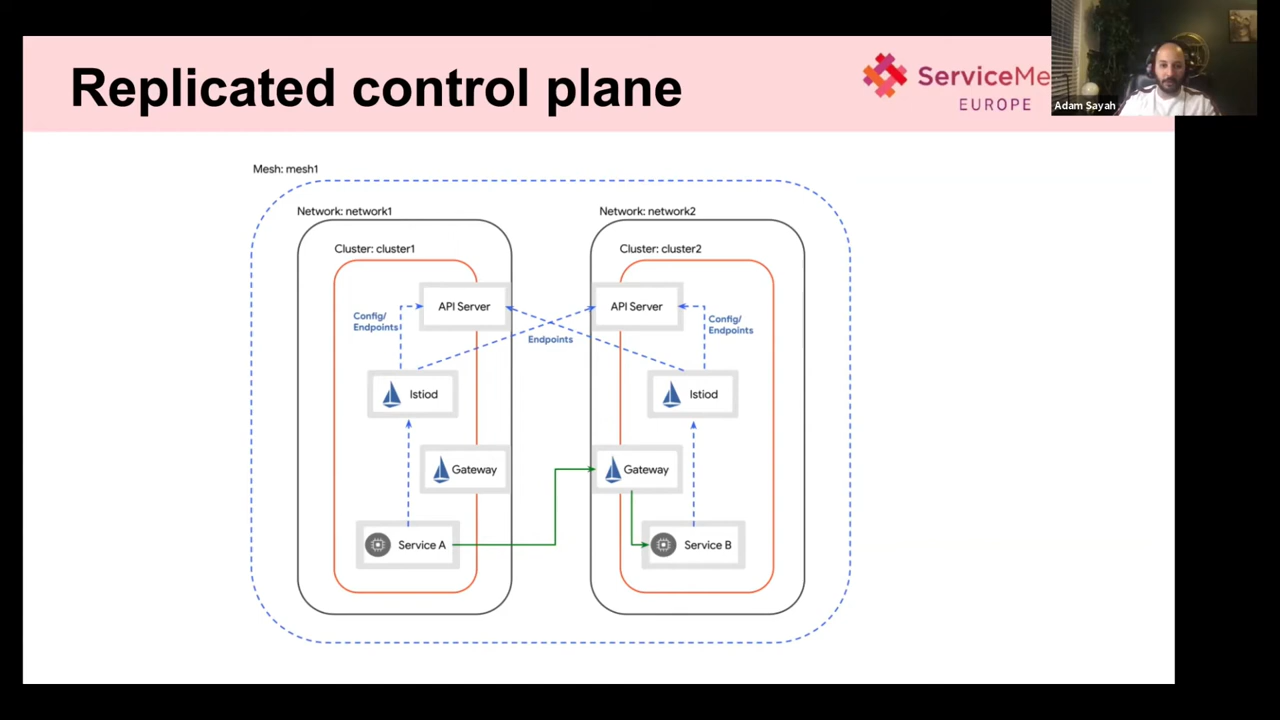 Replicated control plane
ServiceMe
EUROPE
Adam Sayah
Mesh: mesh1
Network: network1
Network: network2
Cluster: cluster1
Cluster: cluster2
API Server
API Server
Config/
Endpoints
Config/
Endpoints
Endpoints
Istiod
Istiod
Gateway
Gateway
Service A
Service B